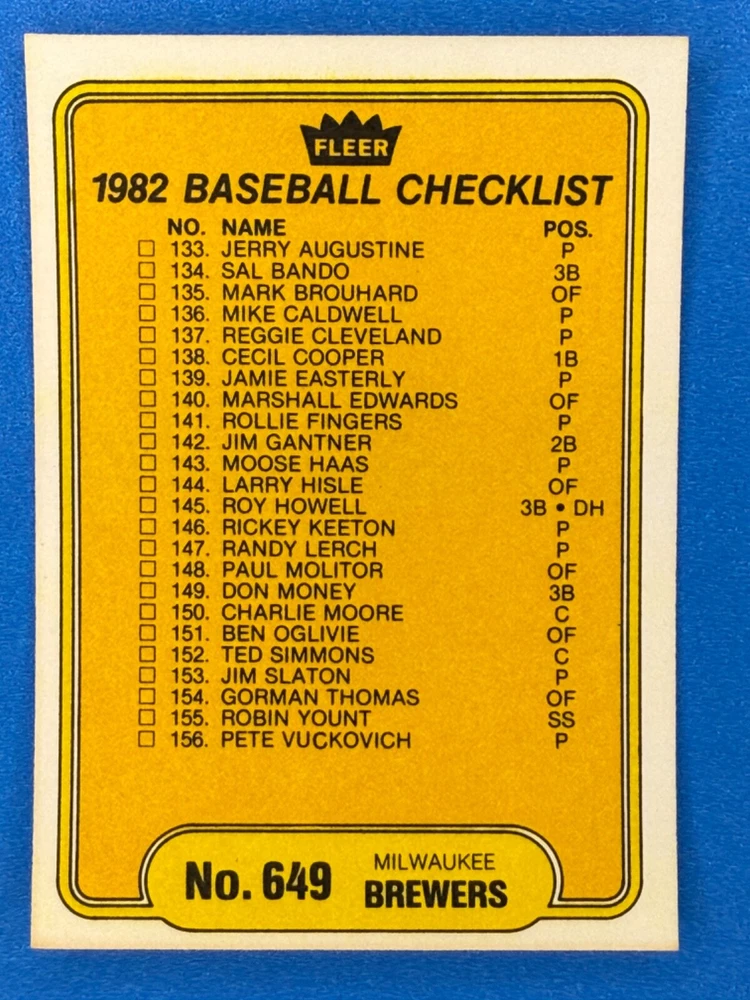 FLEER
1982 BASEBALL CHECKLIST
NO. NAME POS.
133. JERRY AUGUSTINE P
134. SAL BANDO 3B
135. MARK BROUHARD OF
136. MIKE CALDWELL P
137. REGGIE CLEVELAND P
138. CECIL COOPER 1B
139. JAMIE EASTERLY P
140. MARSHALL EDWARDS OF
141. ROLLIE FINGERS P
142. JIM GANTNER 2B
143. MOOSE HAAS P
144. LARRY HISLE OF
145. ROY HOWELL 3B • DH
146. RICKEY KEETON P
147. RANDY LERCH P
148. PAUL MOLITOR OF
149. DON MONEY 3B
150. CHARLIE MOORE C
151. BEN OGLIVIE OF
152. TED SIMMONS C
153. JIM SLATON P
154. GORMAN THOMAS OF
155. ROBIN YOUNT SS
156. PETE VUCKOVICH P
No. 649
MILWAUKEE
BREWERS